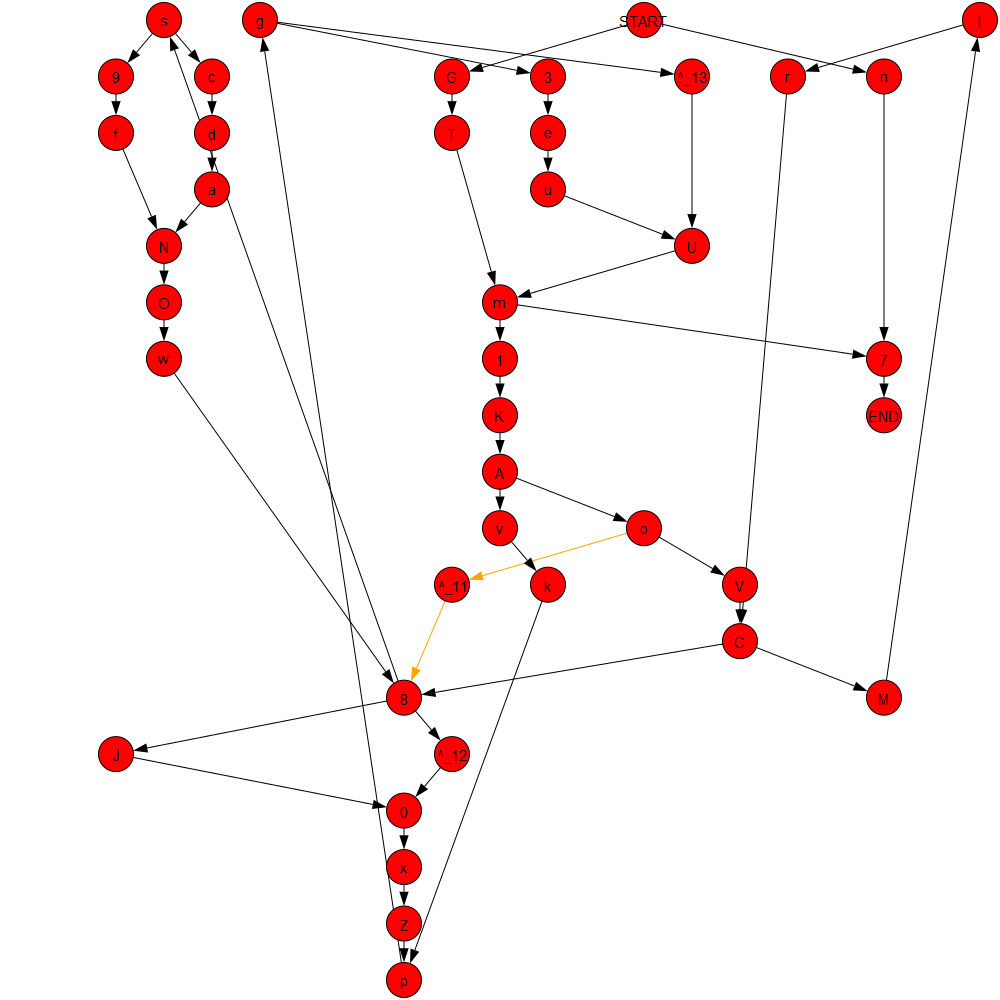 s g START l
9 c G 3 ^_13 r n
f d T e
a u
N U
O m
w 1 7
K END
A
v o
^_11 k V
C
8 M
J ^_12
0
x
Z
p